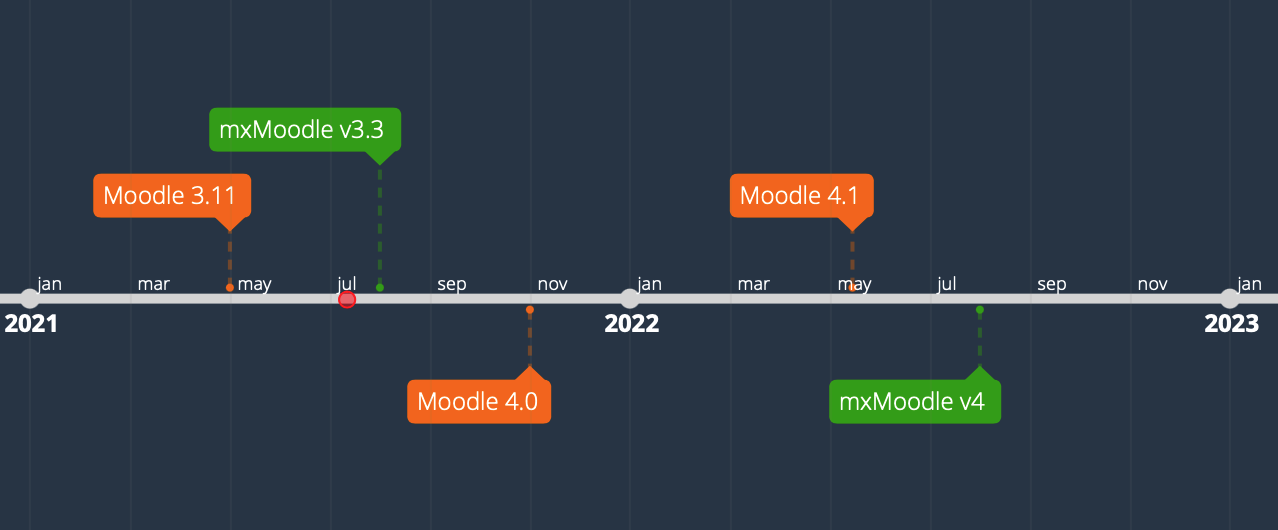 mxMoodle v3.3
Moodle 3.11
Moodle 4.1
jan mar may jul sep nov jan mar may jul sep nov jan
2021 2022 2023
Moodle 4.0
mxMoodle v4